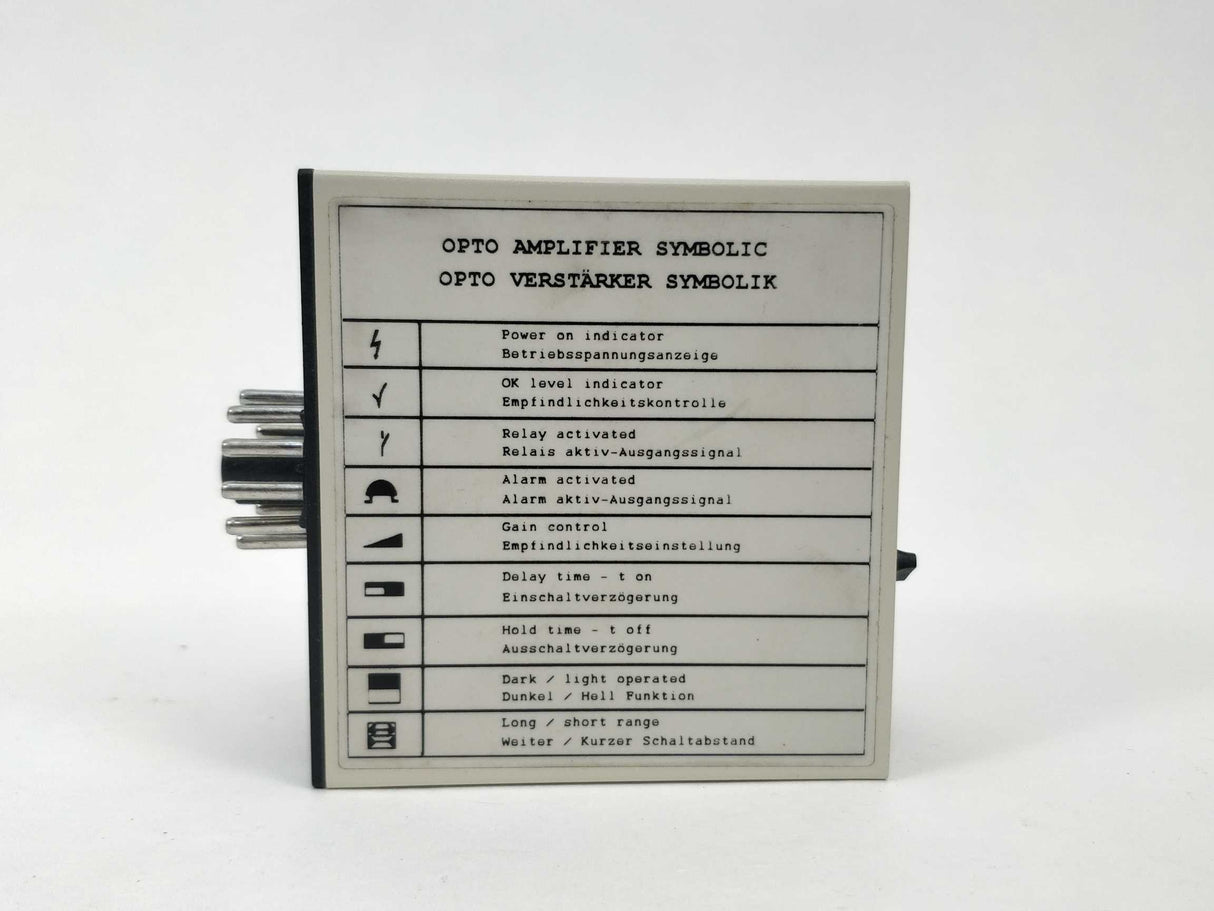 OPTO AMPLIFIER SYMBOLIC
OPTO VERSTÄRKER SYMBOLIK
Power on indicator
Betriebsspannungsanzeige
OK level indicator
Empfindlichkeitskontrolle
Relay activated
Relais aktiv-Ausgangssignal
Alarm activated
Alarm aktiv-Ausgangssignal
Gain control
Empfindlichkeitseinstellung
Delay time - t on
Einschaltverzögerung
Hold time - t off
Ausschaltverzögerung
Dark / light operated
Dunkel / Hell Funktion
Long / short range
Weiter / Kurzer Schaltabstand